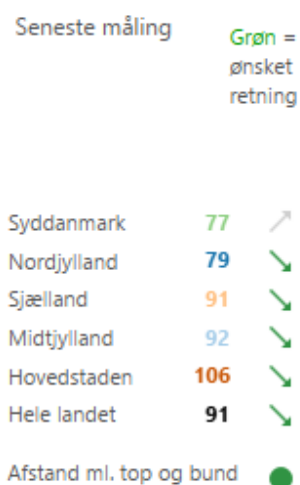 Seneste måling
Grøn =
ønsket
retning
Syddanmark 77
Nordjylland 79
Sjælland 91
Midtjylland 92
Hovedstaden 106
Hele landet 91
Afstand ml. top og bund